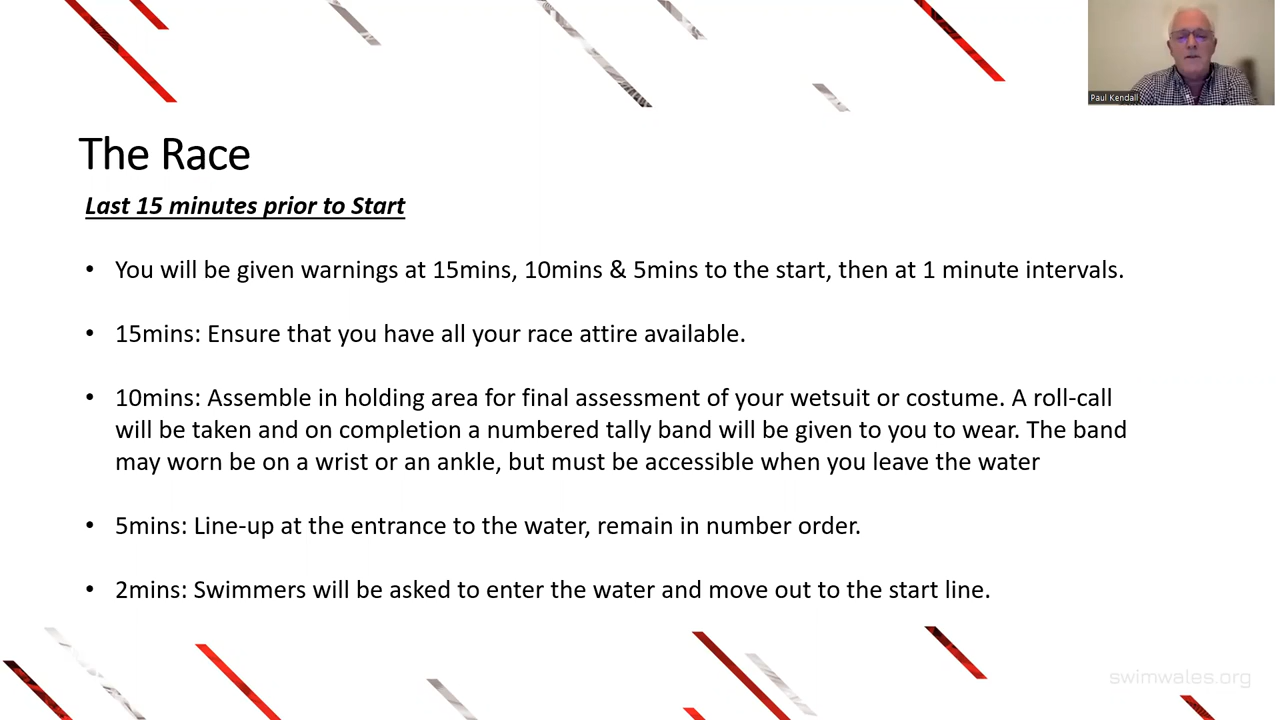 Paul Kendall
The Race
Last 15 minutes prior to Start
• You will be given warnings at 15mins, 10mins & 5mins to the start, then at 1 minute intervals.
• 15mins: Ensure that you have all your race attire available.
• 10mins: Assemble in holding area for final assessment of your wetsuit or costume. A roll-call
will be taken and on completion a numbered tally band will be given to you to wear. The band
may worn be on a wrist or an ankle, but must be accessible when you leave the water
• 5mins: Line-up at the entrance to the water, remain in number order.
• 2mins: Swimmers will be asked to enter the water and move out to the start line.
swimwales.org